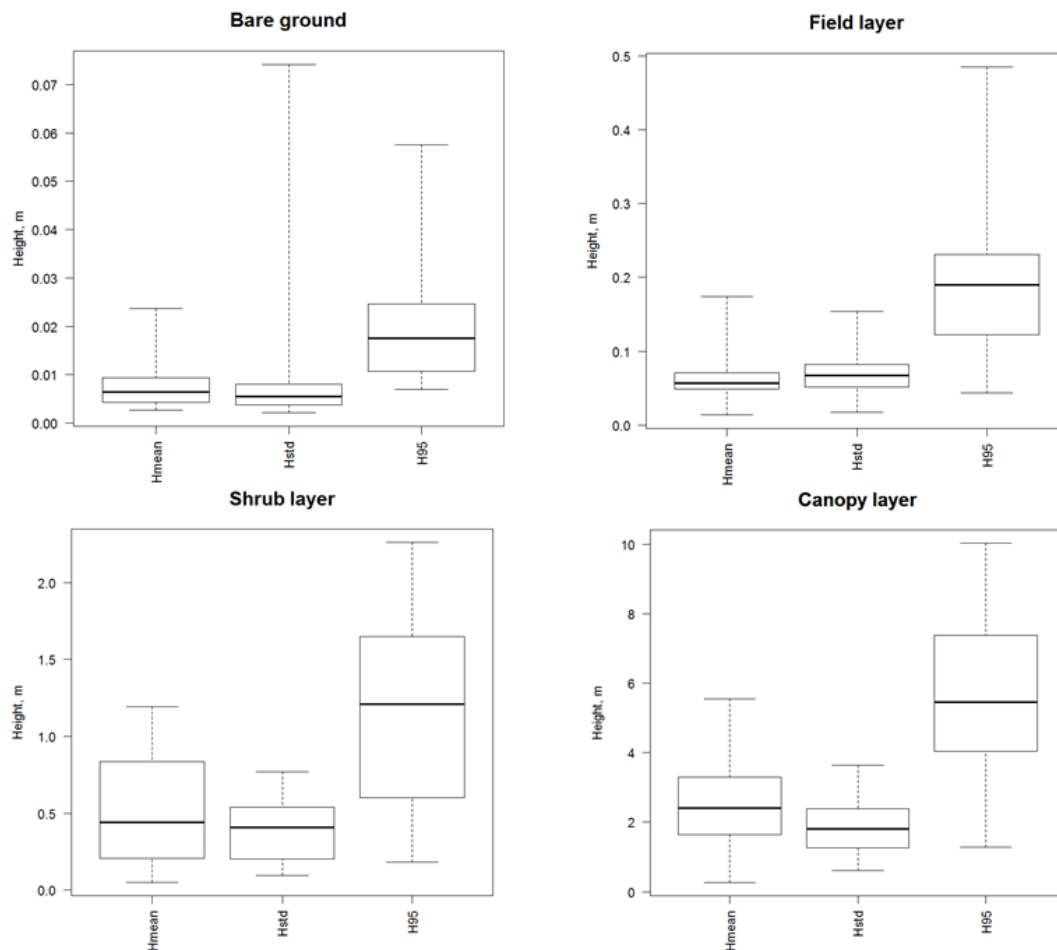 Bare ground
Height, m
0.07
0.06
0.05
0.04
0.03
0.02
0.01
0.00
Hmean
Hstd
H95
Field layer
Height, m
0.5
0.4
0.3
0.2
0.1
0.0
Hmean
Hstd
H95
Shrub layer
Height, m
2.0
1.5
1.0
0.5
0.0
Hmean
Hstd
H95
Canopy layer
Height, m
10
8
6
4
2
0
Hmean
Hstd
H95